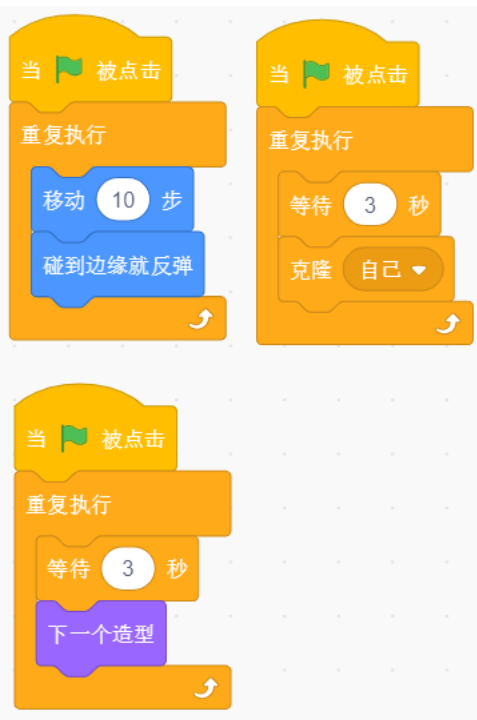 当 被点击
重复执行
移动 10 步
碰到边缘就反弹
当 被点击
重复执行
等待 3 秒
克隆 自己
当 被点击
重复执行
等待 3 秒
下一个造型